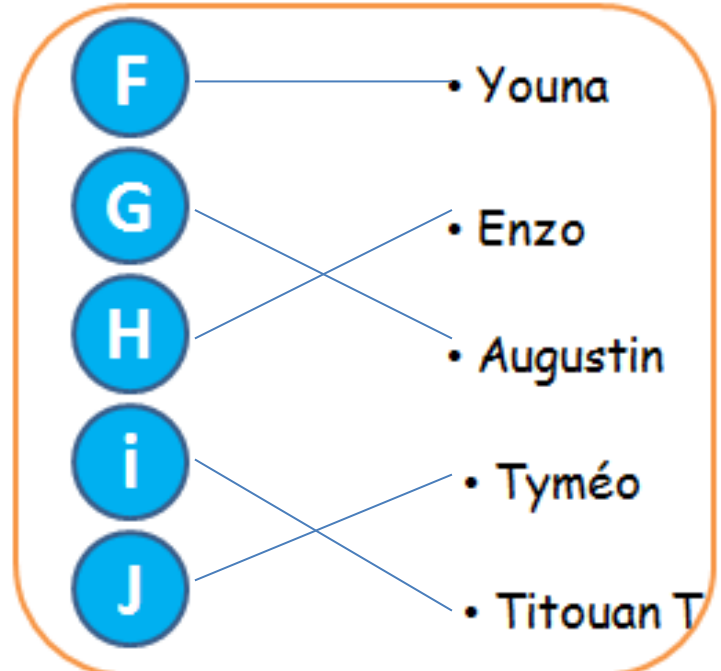 F • Youna
G • Enzo
H • Augustin
i • Tyméo
J • Titouan T